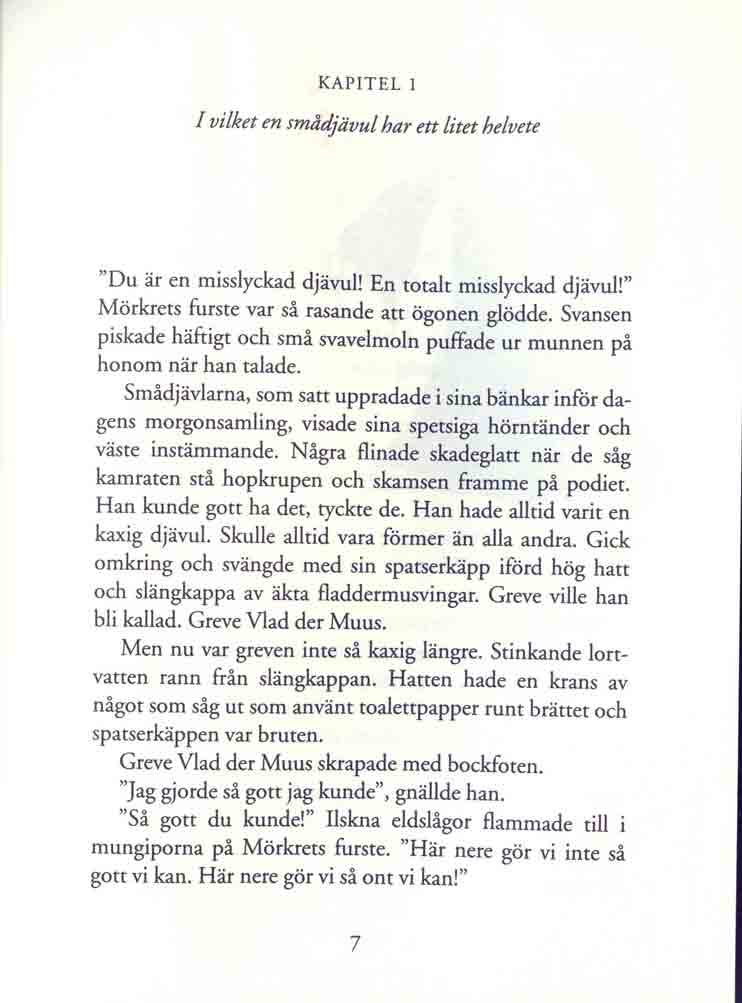 KAPITEL 1
I vilket en smådjävul har ett litet helvete
”Du är en misslyckad djävul! En totalt misslyckad djävul!”
Mörkrets furste var så rasande att ögonen glödde. Svansen
piskade häftigt och små svavelmoln puffade ur munnen på
honom när han talade.
Smådjävlarna, som satt uppradade i sina bänkar inför da-
gens morgonsamling, visade sina spetsiga hörntänder och
väste instämmande. Några flinade skadeglatt när de såg
kamraten stå hopkrupen och skamsen framme på podiet.
Han kunde gott ha det, tyckte de. Han hade alltid varit en
kaxig djävul. Skulle alltid vara förmer än alla andra. Gick
omkring och svängde med sin spatserkäpp iförd hög hatt
och slängkappa av äkta fladdermusvingar. Greve ville han
bli kallad. Greve Vlad der Muus.
Men nu var greven inte så kaxig längre. Stinkande lort-
vatten rann från slängkappan. Hatten hade en krans av
något som såg ut som använt toalettpapper runt brättet och
spatserkäppen var bruten.
Greve Vlad der Muus skrapade med bockfoten.
”Jag gjorde så gott jag kunde”, gnällde han.
”Så gott du kunde!” Ilskna eldslågor flammade till i
mungiporna på Mörkrets furste. ”Här nere gör vi inte så
gott vi kan. Här nere gör vi så ont vi kan!”
7